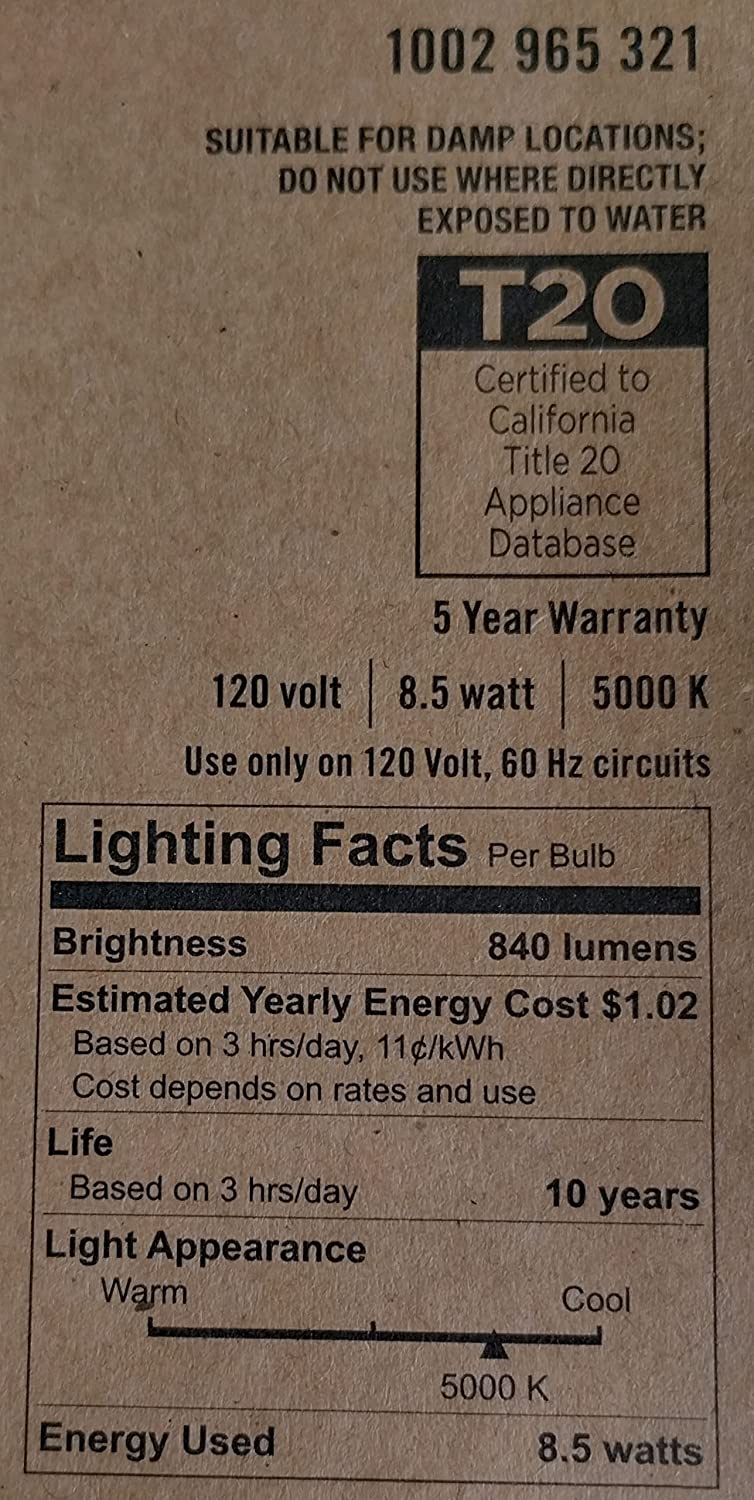 1002 965 321
SUITABLE FOR DAMP LOCATIONS;
DO NOT USE WHERE DIRECTLY
EXPOSED TO WATER
T20
Certified to
California
Title 20
Appliance
Database
5 Year Warranty
120 volt | 8.5 watt | 5000 K
Use only on 120 Volt, 60 Hz circuits
Lighting Facts Per Bulb
Brightness 840 lumens
Estimated Yearly Energy Cost $1.02
Based on 3 hrs/day, 11¢/kWh
Cost depends on rates and use
Life
Based on 3 hrs/day 10 years
Light Appearance
Warm Cool
5000 K
Energy Used 8.5 watts